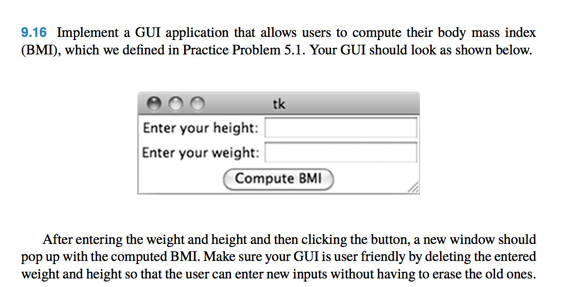 9.16 Implement a GUI application that allows users to compute their body mass index
(BMI), which we defined in Practice Problem 5.1. Your GUI should look as shown below.
tk
Enter your height:
Enter your weight:
Compute BMI
After entering the weight and height and then clicking the button, a new window should
pop up with the computed BMI. Make sure your GUI is user friendly by deleting the entered
weight and height so that the user can enter new inputs without having to erase the old ones.